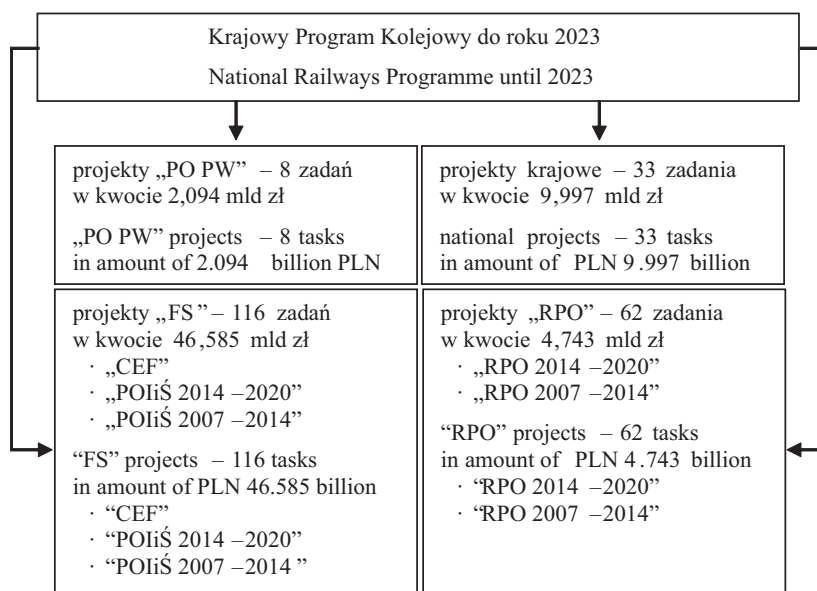 Krajowy Program Kolejowy do roku 2023
National Railways Programme until 2023
projekty „PO PW” – 8 zadań
w kwocie 2,094 mld zł
„PO PW” projects – 8 tasks
in amount of 2.094 billion PLN
projekty krajowe – 33 zadania
w kwocie 9,997 mld zł
national projects – 33 tasks
in amount of PLN 9.997 billion
projekty „FS” – 116 zadań
w kwocie 46,585 mld zł
· „CEF”
· „POIiŚ 2014 –2020”
· „POIiŚ 2007 –2014”
“FS” projects – 116 tasks
in amount of PLN 46.585 billion
· “CEF”
· “POIiŚ 2014 –2020”
· “POIiŚ 2007 –2014 ”
projekty „RPO” – 62 zadania
w kwocie 4,743 mld zł
· „RPO 2014 –2020”
· „RPO 2007 –2014”
“RPO” projects – 62 tasks
in amount of PLN 4.743 billion
· “RPO 2014 –2020”
· “RPO 2007 –2014”